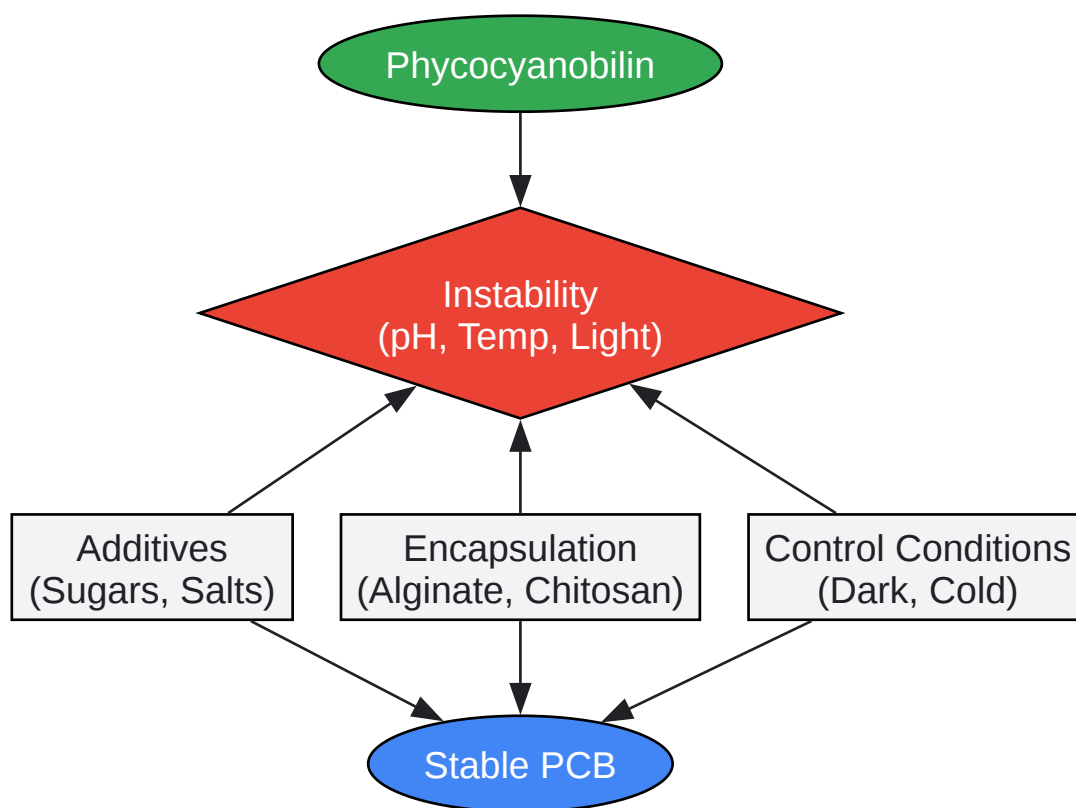 Phycocyanobilin
Instability
(pH, Temp, Light)
Additives
(Sugars, Salts)
Encapsulation
(Alginate, Chitosan)
Control Conditions
(Dark, Cold)
Stable PCB